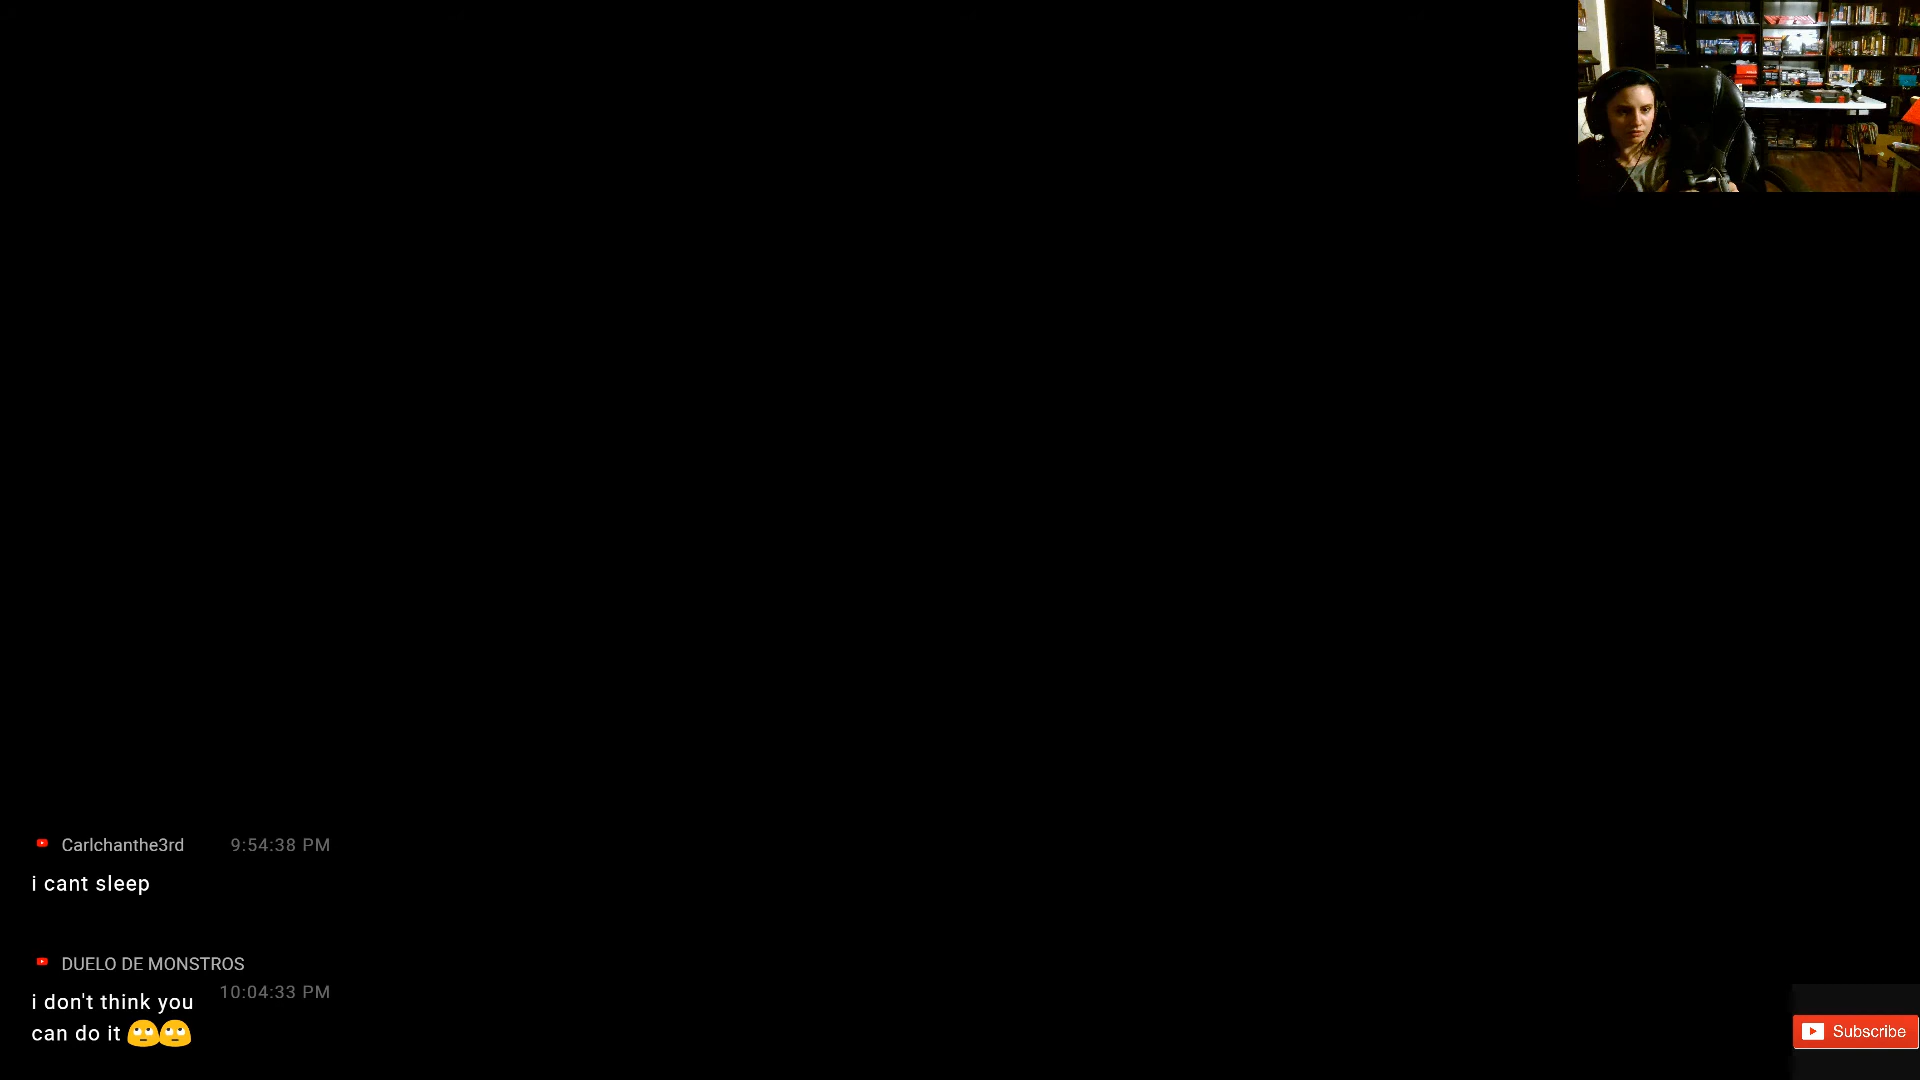 Carlchanthe3rd 9:54:38 PM
i cant sleep
DUELO DE MONSTROS
10:04:33 PM
i don't think you
can do it 🙄🙄
Subscribe